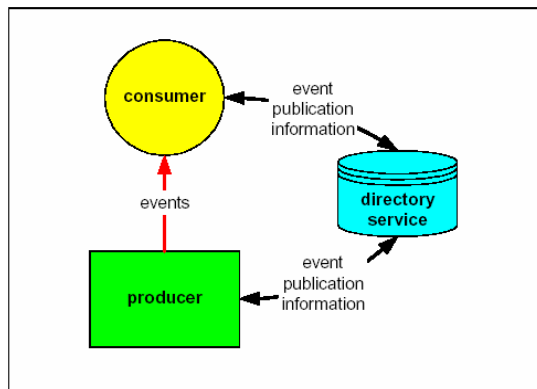 consumer
event
publication
information
directory
service
events
event
publication
information
producer